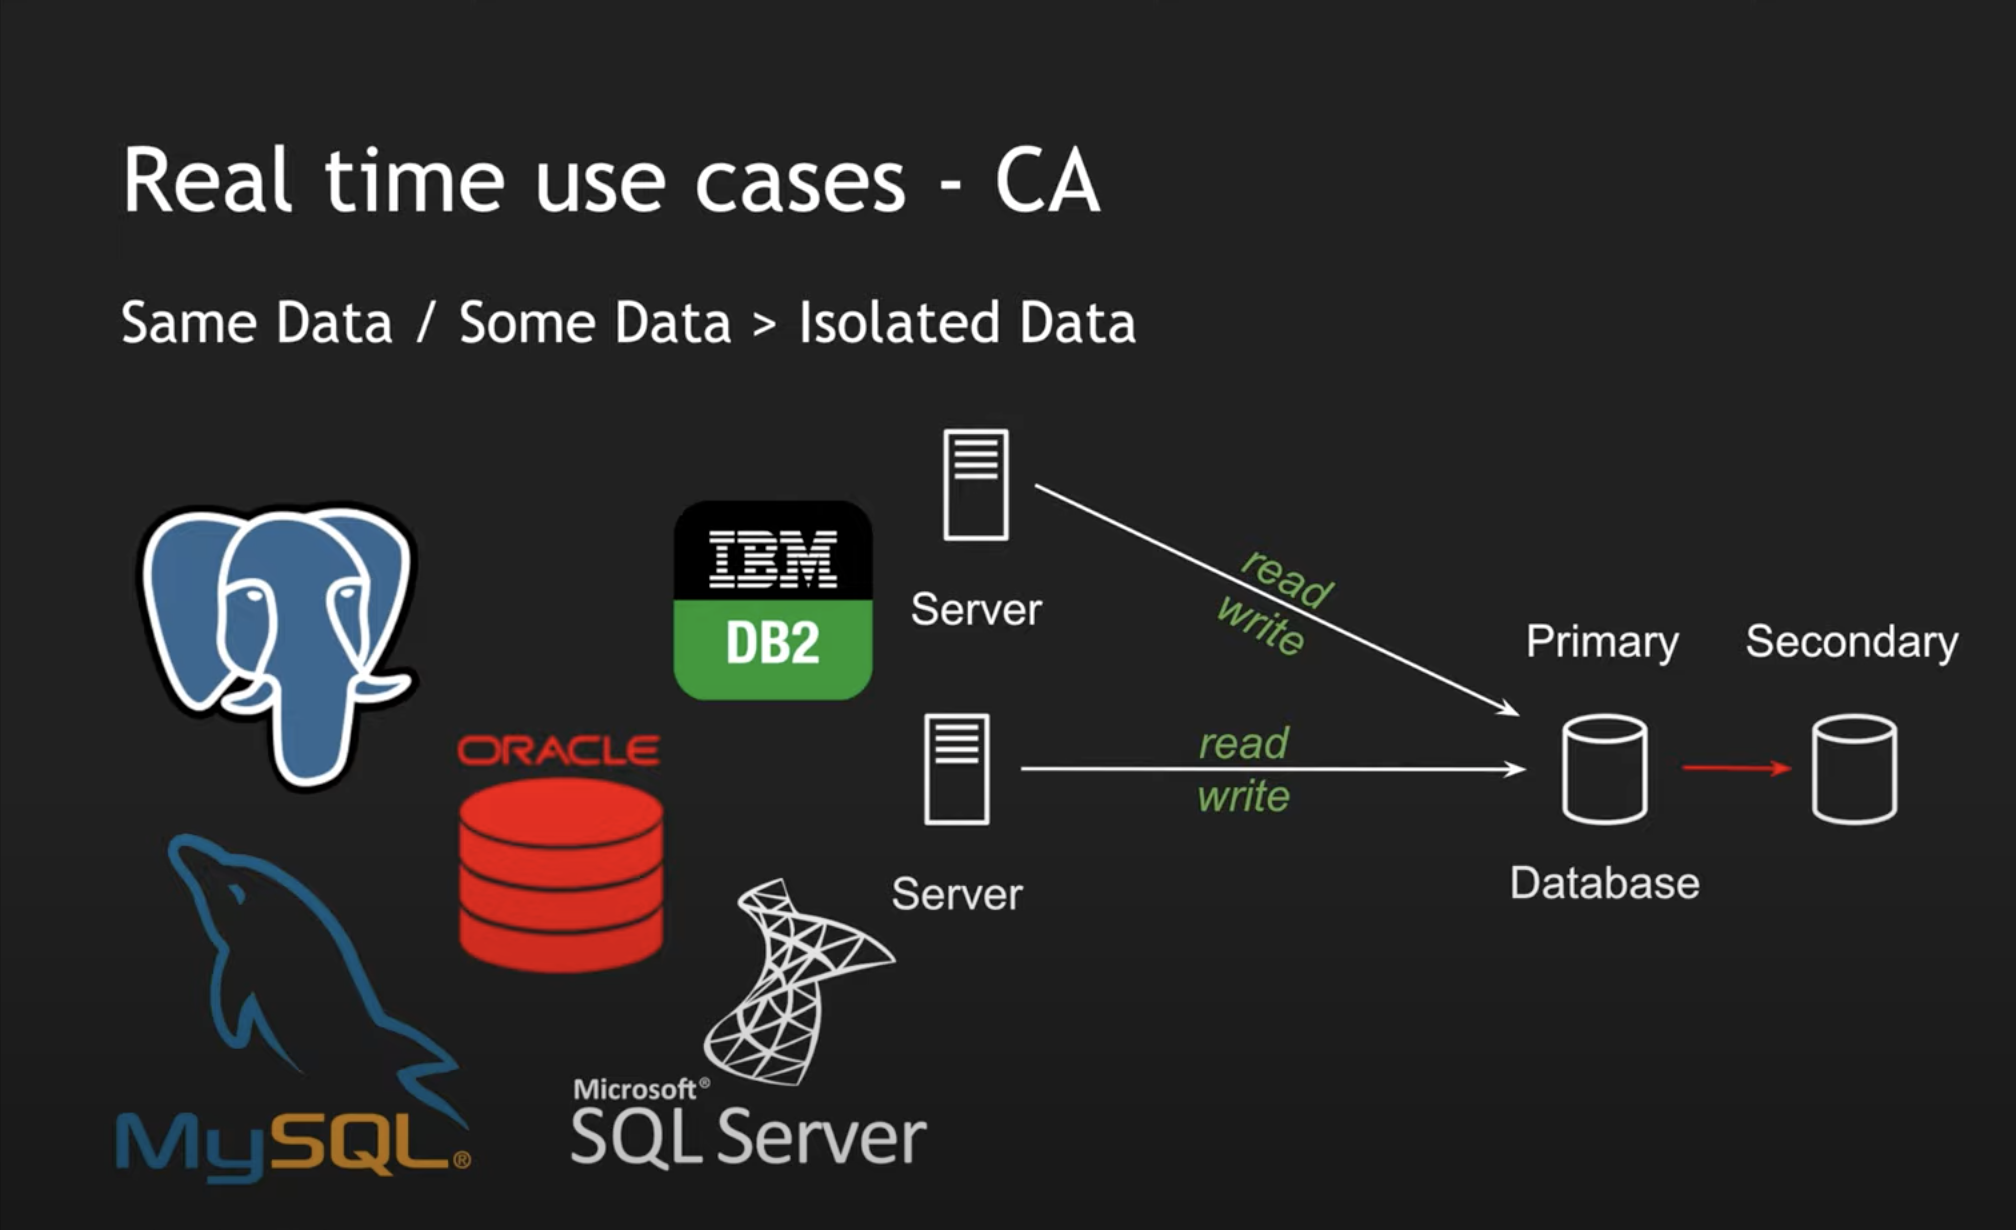 Real time use cases - CA
Same Data / Some Data > Isolated Data
IBM
DB2
ORACLE
MySQL®
Microsoft®
SQL Server
Server
read
write
Server
read
write
Primary
Secondary
Database